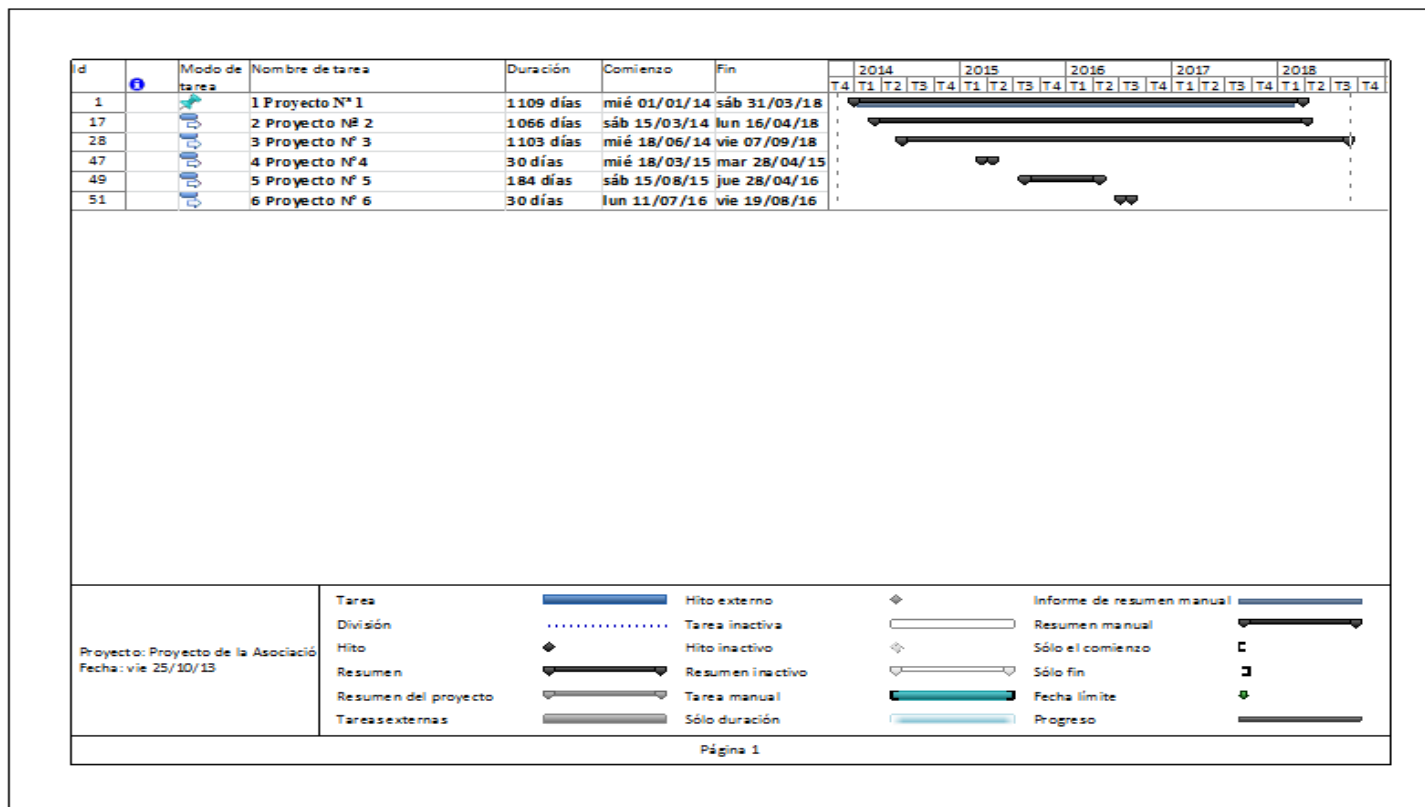 Id Modo de tarea Nombre de tarea Duración Comienzo Fin 2014 2015 2016 2017 2018
T4 T1 T2 T3 T4 T1 T2 T3 T4 T1 T2 T3 T4 T1 T2 T3 T4 T1 T2 T3 T4
1 1 Proyecto Nº 1 1109 días mié 01/01/14 sáb 31/03/18
17 2 Proyecto Nº 2 1066 días sáb 15/03/14 lun 16/04/18
28 3 Proyecto N° 3 1103 días mié 18/06/14 vie 07/09/18
47 4 Proyecto N°4 30 días mié 18/03/15 mar 28/04/15
49 5 Proyecto N° 5 184 días sáb 15/08/15 jue 28/04/16
51 6 Proyecto N° 6 30 días lun 11/07/16 vie 19/08/16
Proyecto: Proyecto de la Asociació
Fecha: vie 25/10/13
Tarea Hito externo Informe de resumen manual
División Tarea inactiva Resumen manual
Hito Hito inactivo Sólo el comienzo
Resumen Resumen inactivo Sólo fin
Resumen del proyecto Tarea manual Fecha límite
Tareas externas Sólo duración Progreso
Página 1